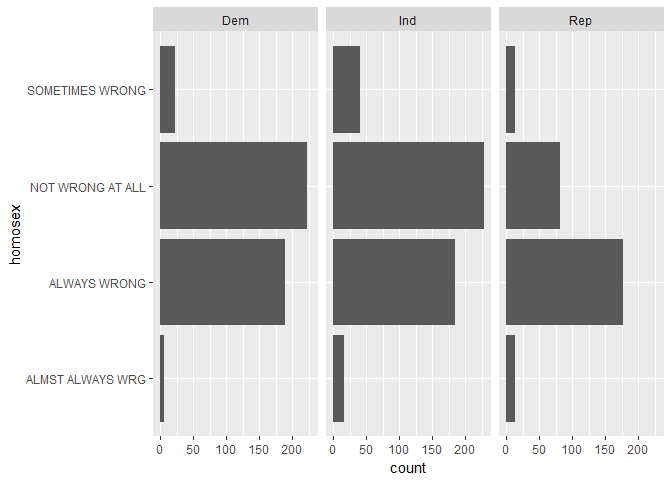 Dem Ind Rep
SOMETIMES WRONG
NOT WRONG AT ALL
ALWAYS WRONG
ALMST ALWAYS WRG
homosex
0 50 100 150 200 0 50 100 150 200 0 50 100 150 200
count